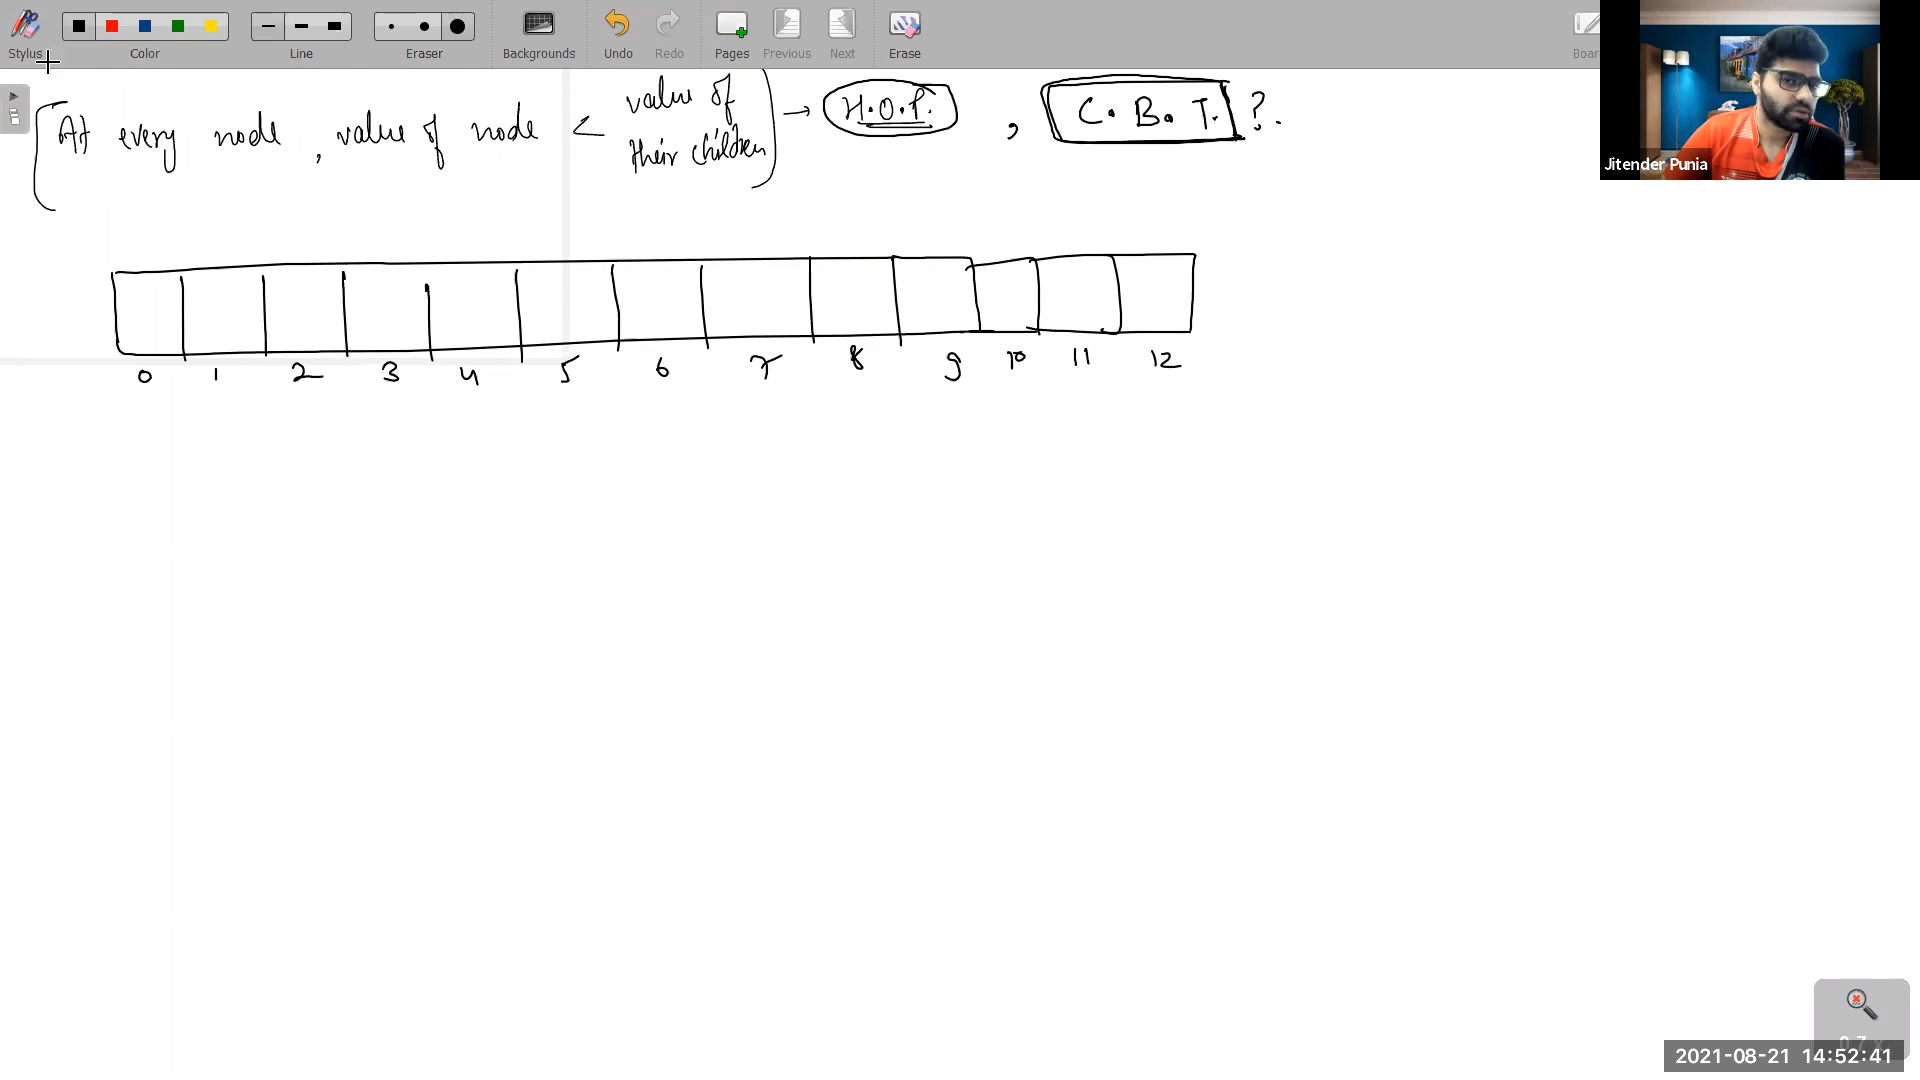 Stylus Color Line Eraser Backgrounds Undo Redo Pages Previous Next Erase Boar
Jitender Punia
At every node, value of node < value of their children → H.O.P. , C.B.T. ?.
0 1 2 3 4 5 6 7 8 9 10 11 12
2021-08-21 14:52:41